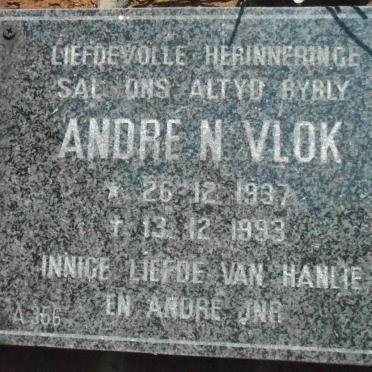 LIEFDEVOLLE HERINNERINGE
SAL ONS ALTYD BYBLY
ANDRE N VLOK
* 26 12 1937
† 13 12 1993
INNIGE LIEFDE VAN HANLIE
EN ANDRE JNR
A 366